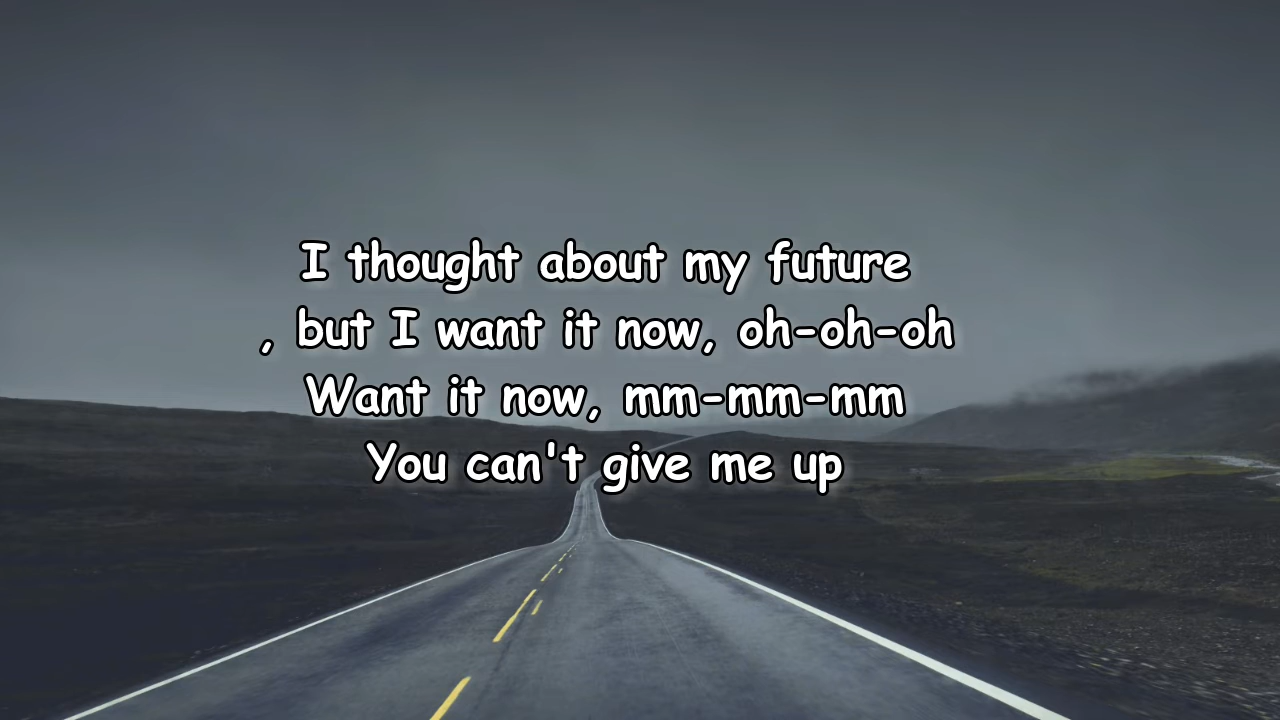 I thought about my future
, but I want it now, oh-oh-oh
Want it now, mm-mm-mm
You can't give me up